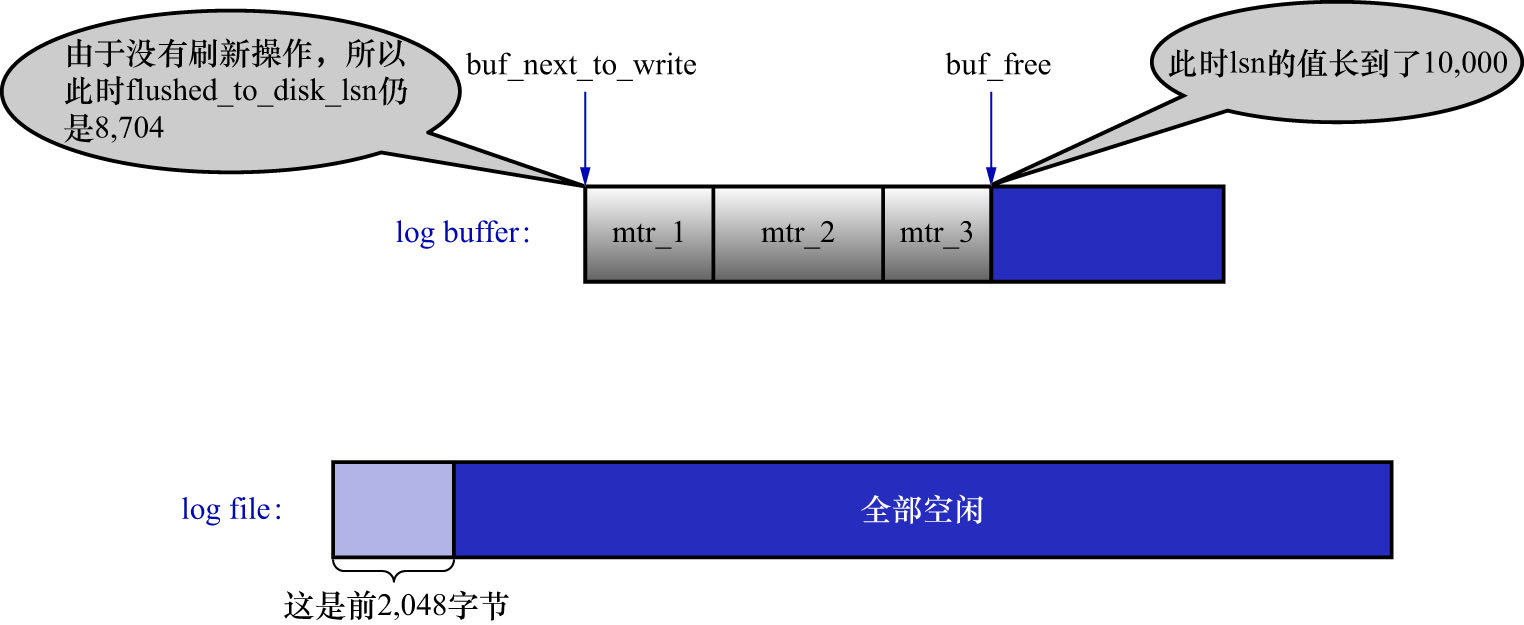 由于没有刷新操作，所以
此时flushed_to_disk_lsn仍
是8,704
buf_next_to_write
buf_free
此时lsn的值长到了10,000
log buffer:
mtr_1
mtr_2
mtr_3
log file:
全部空闲
这是前2,048字节